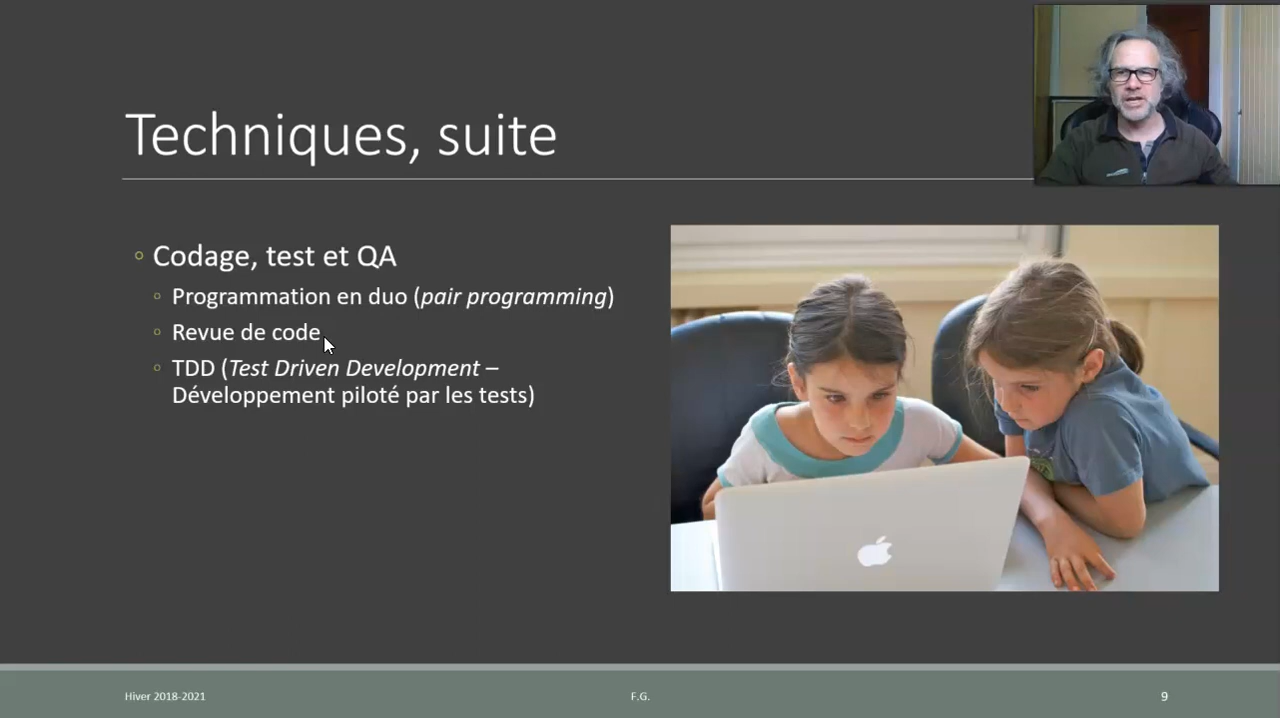 Techniques, suite
Codage, test et QA
Programmation en duo (pair programming)
Revue de code
TDD (Test Driven Development –
Développement piloté par les tests)
Hiver 2018-2021
F.G.
9